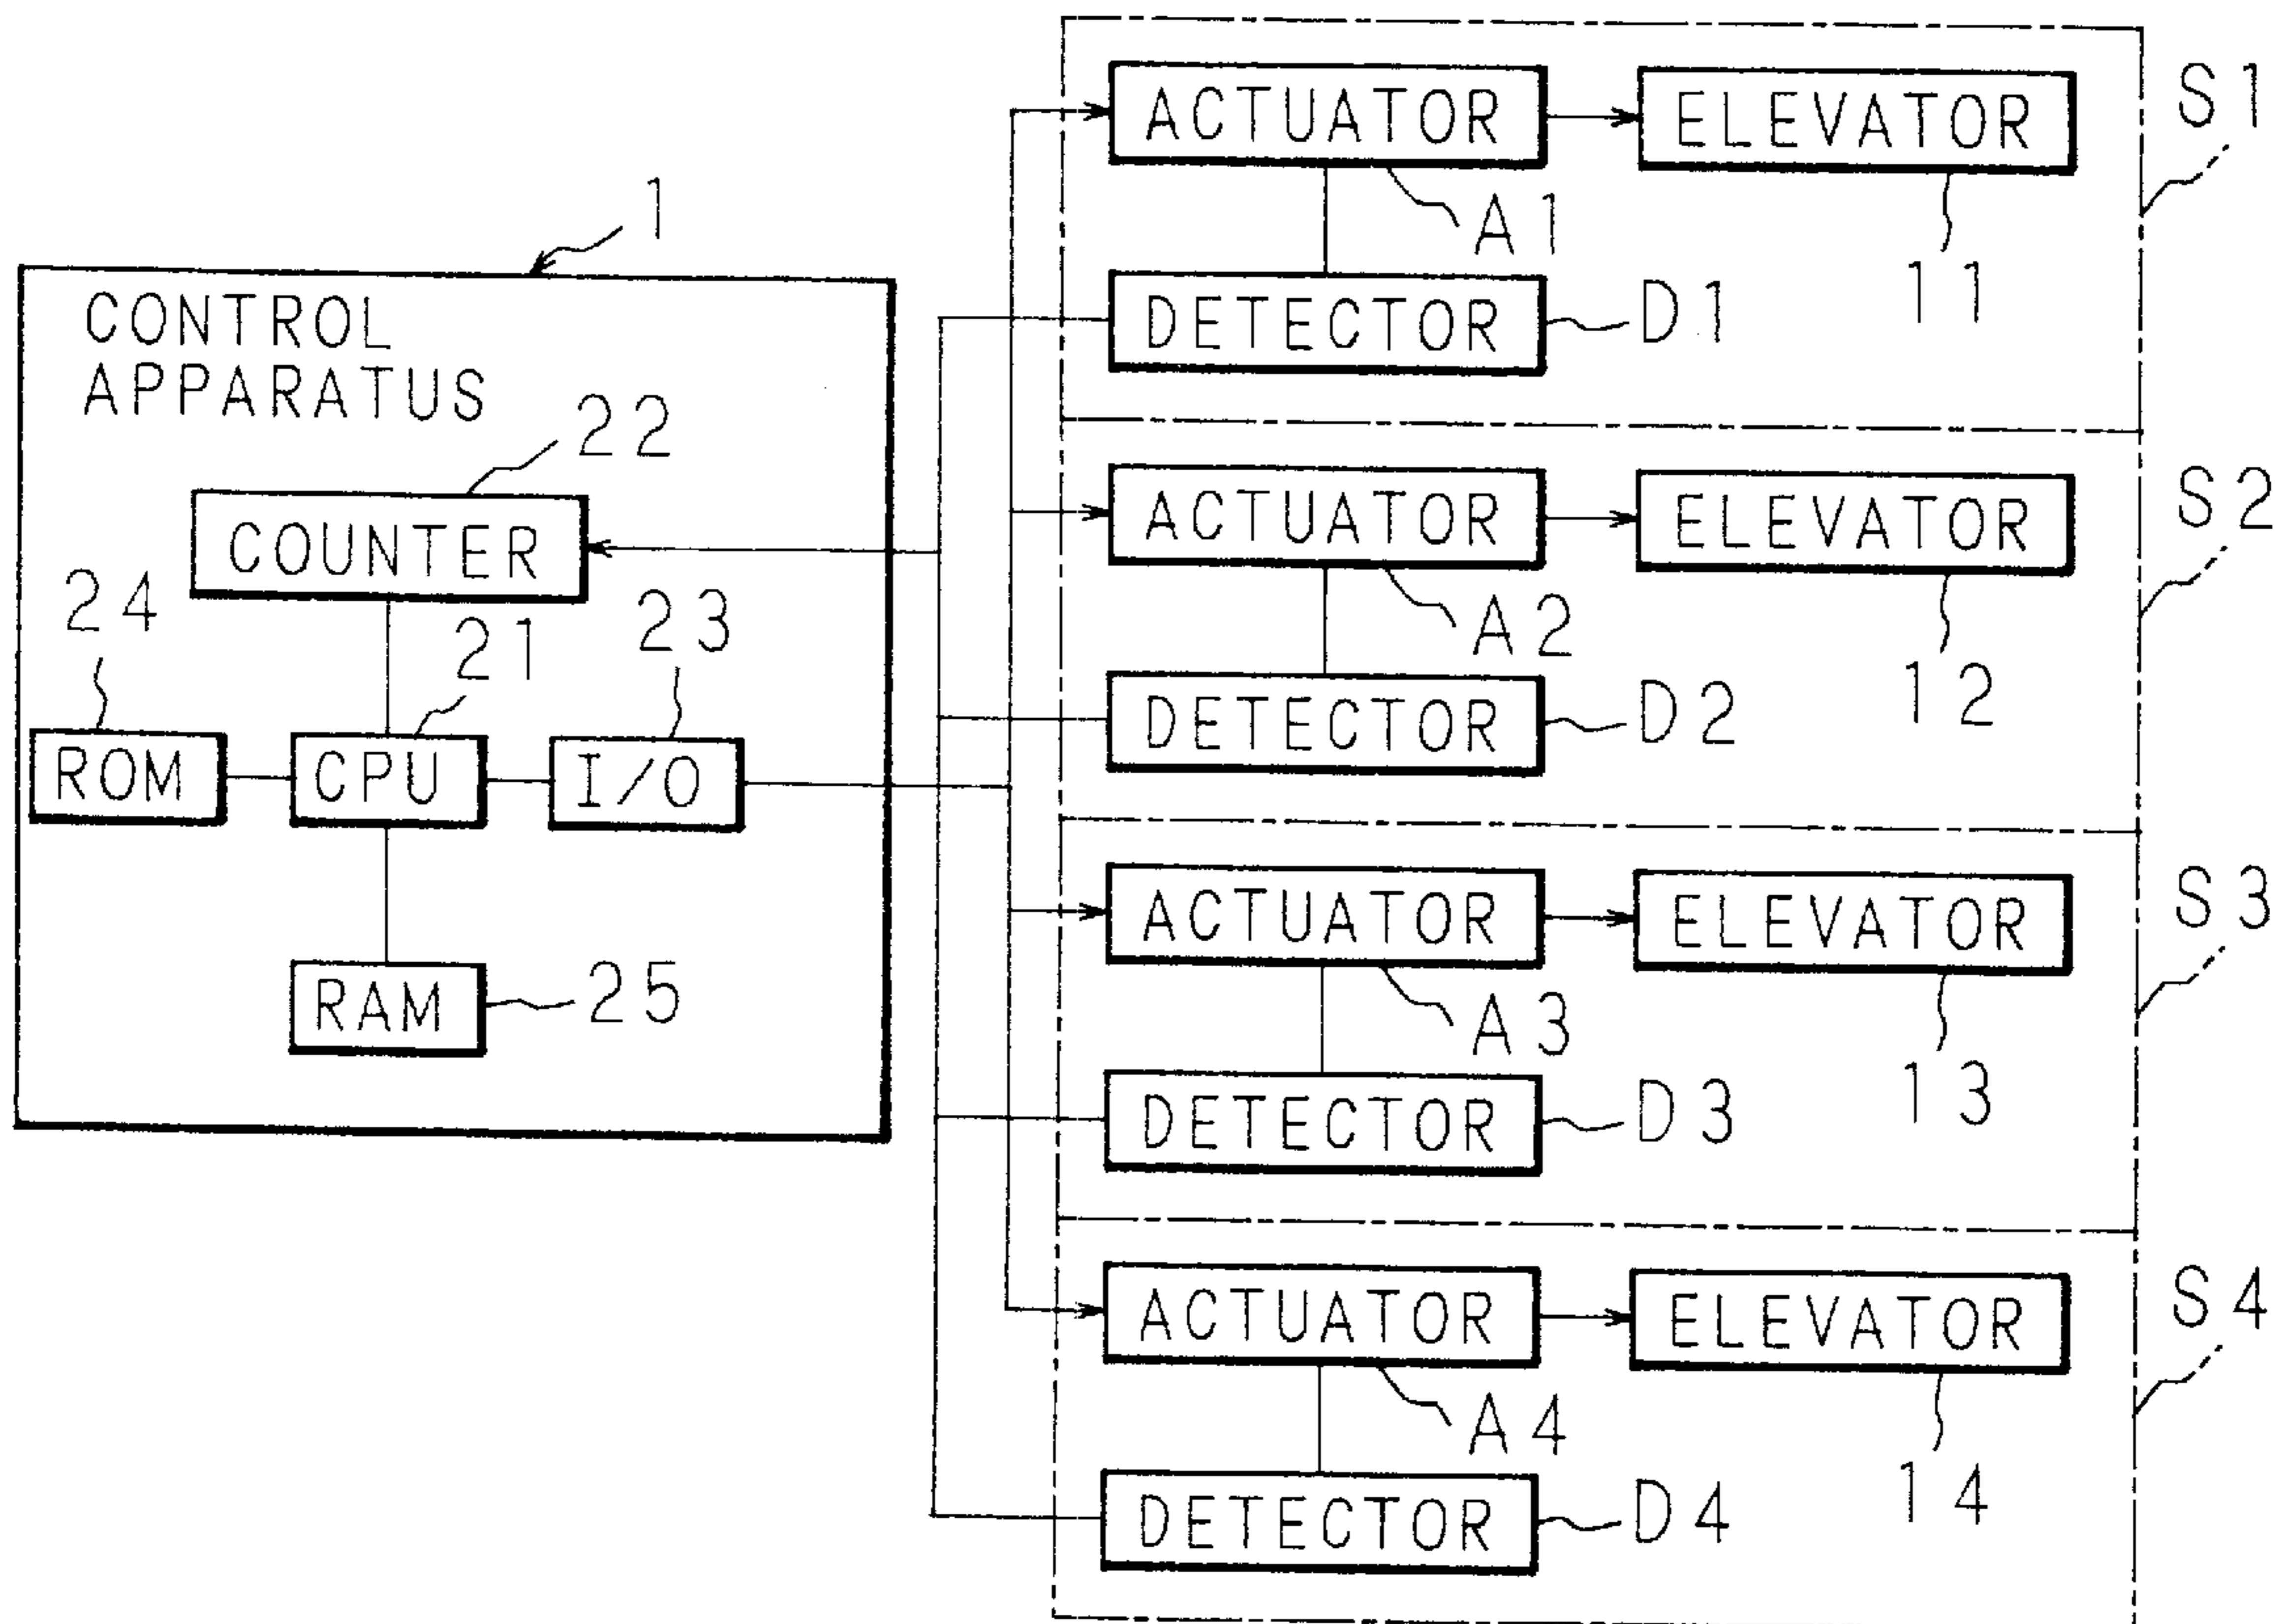 1
CONTROL
APPARATUS
22
COUNTER
24
21
23
ROM
CPU
I/O
RAM
25
ACTUATOR
ELEVATOR
S1
A1
11
DETECTOR
D1
ACTUATOR
ELEVATOR
S2
A2
12
DETECTOR
D2
ACTUATOR
ELEVATOR
S3
A3
13
DETECTOR
D3
ACTUATOR
ELEVATOR
S4
A4
14
DETECTOR
D4